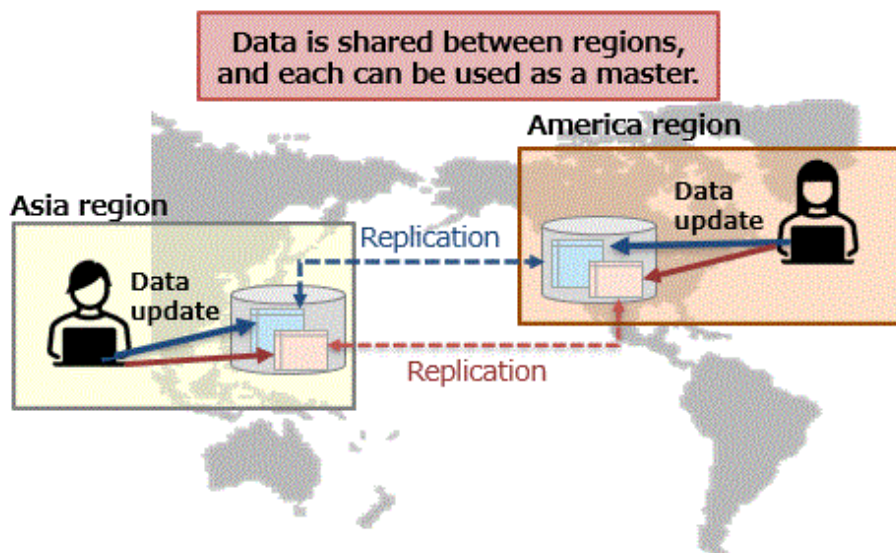 Data is shared between regions,
and each can be used as a master.
America region
Data
update
Asia region
Replication
Data
update
Replication